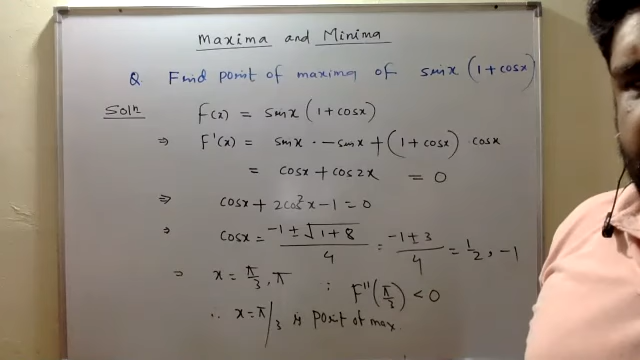 Maxima and Minima
Q. Find point of maxima of sinx (1+cosx)
Soln f(x) = sinx (1+cosx)
⇒ F'(x) = sinx · -sinx + (1+cosx) · cosx
= cosx + cos2x = 0
⇒ cosx + 2cos²x - 1 = 0
⇒ cosx = (-1 ± √(1+8))/4 = (-1 ± 3)/4 = 1/2, -1
⇒ x = π/3, π ; F''(π/3) < 0
∴ x = π/3 is point of max.